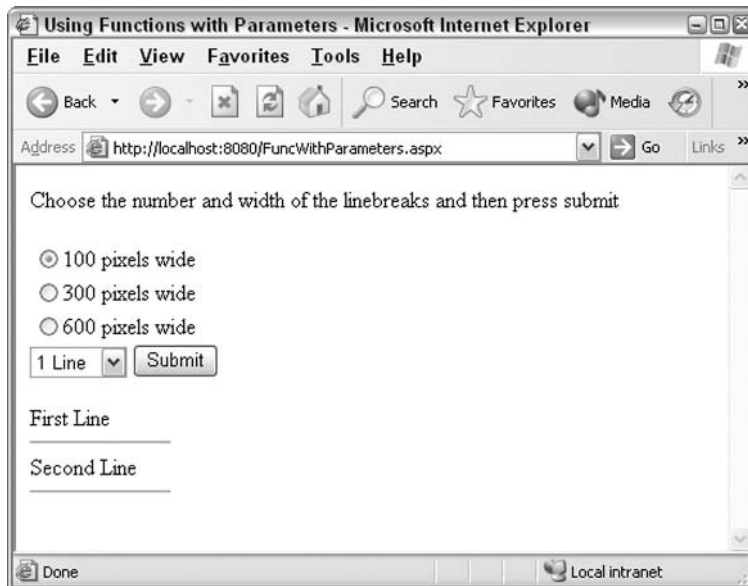 Using Functions with Parameters - Microsoft Internet Explorer
File Edit View Favorites Tools Help
Back Search Favorites Media »
Address http://localhost:8080/FuncWithParameters.aspx Go Links »
Choose the number and width of the linebreaks and then press submit
100 pixels wide
300 pixels wide
600 pixels wide
1 Line Submit
First Line
Second Line
Done Local intranet